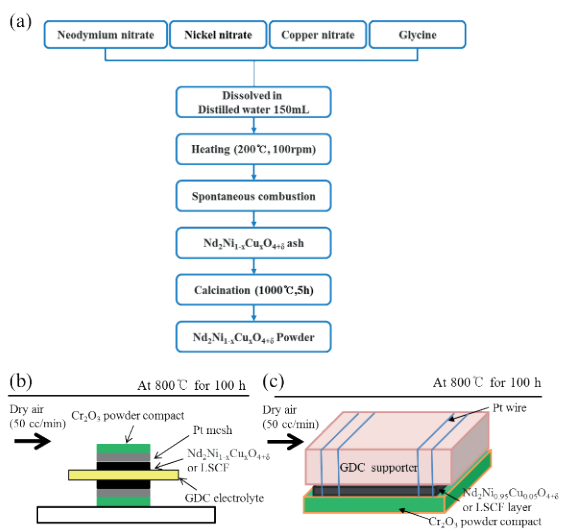 (a)
Neodymium nitrate
Nickel nitrate
Copper nitrate
Glycine
Dissolved in
Distilled water 150mL
Heating (200℃, 100rpm)
Spontaneous combustion
Nd₂Ni₁₋ₓCuₓO₄₊δ ash
Calcination (1000℃,5h)
Nd₂Ni₁₋ₓCuₓO₄₊δ Powder
(b)
At 800℃ for 100 h
Dry air
(50 cc/min)
Cr₂O₃ powder compact
Pt mesh
Nd₂Ni₁₋ₓCuₓO₄₊δ
or LSCF
GDC electrolyte
(c)
At 800℃ for 100 h
Dry air
(50 cc/min)
Pt wire
GDC supporter
Nd₂Ni₀.₉₅Cu₀.₀₅O₄₊δ
or LSCF layer
Cr₂O₃ powder compact